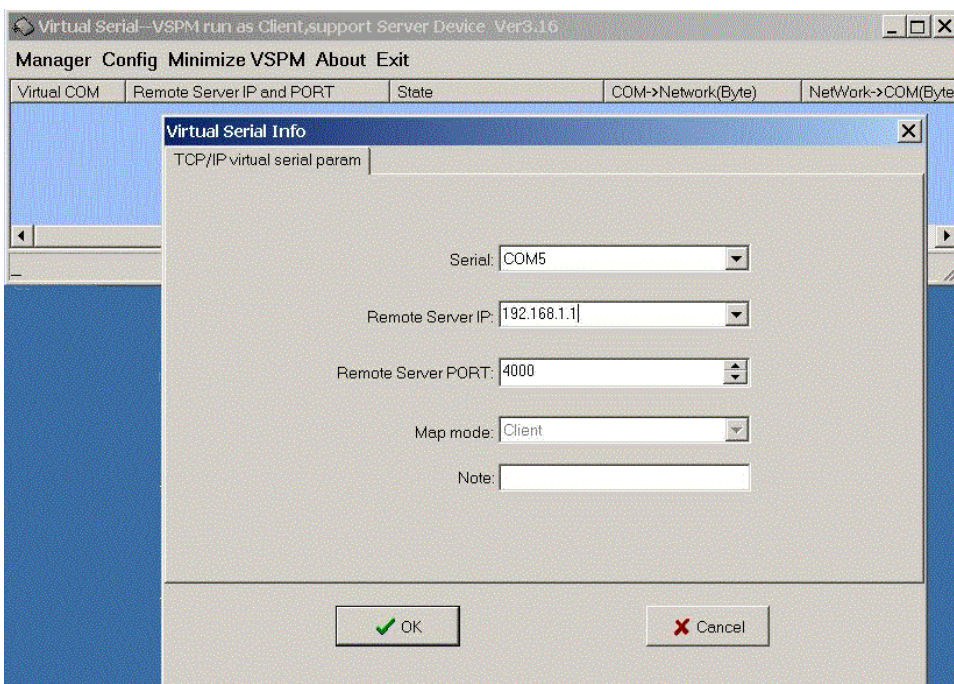 Virtual Serial--VSPM run as Client,support Server Device Ver3.16
Manager Config Minimize VSPM About Exit
Virtual COM Remote Server IP and PORT State COM->Network(Byte) NetWork->COM(Byte
Virtual Serial Info
TCP/IP virtual serial param
Serial: COM5
Remote Server IP: 192.168.1.1
Remote Server PORT: 4000
Map mode: Client
Note:
OK Cancel